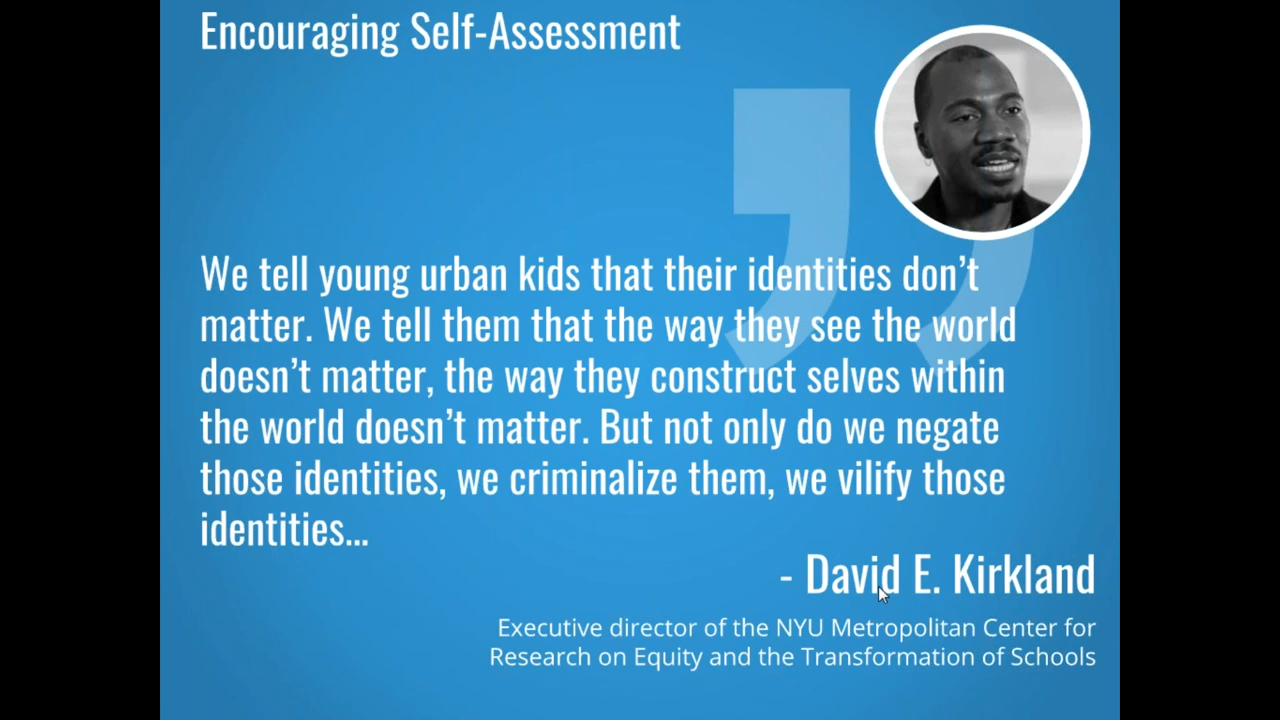 Encouraging Self-Assessment
We tell young urban kids that their identities don’t
matter. We tell them that the way they see the world
doesn’t matter, the way they construct selves within
the world doesn’t matter. But not only do we negate
those identities, we criminalize them, we vilify those
identities...
- David E. Kirkland
Executive director of the NYU Metropolitan Center for
Research on Equity and the Transformation of Schools